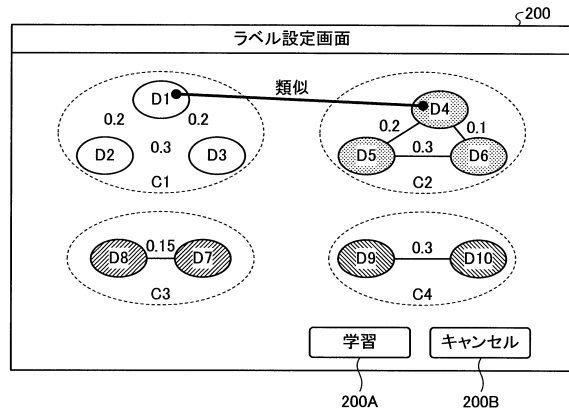 200
ラベル設定画面
D1
類似
D4
0.2
0.2
0.2
0.1
D2
0.3
D3
D5
0.3
D6
C1
C2
D8
0.15
D7
D9
0.3
D10
C3
C4
学習
キャンセル
200A
200B